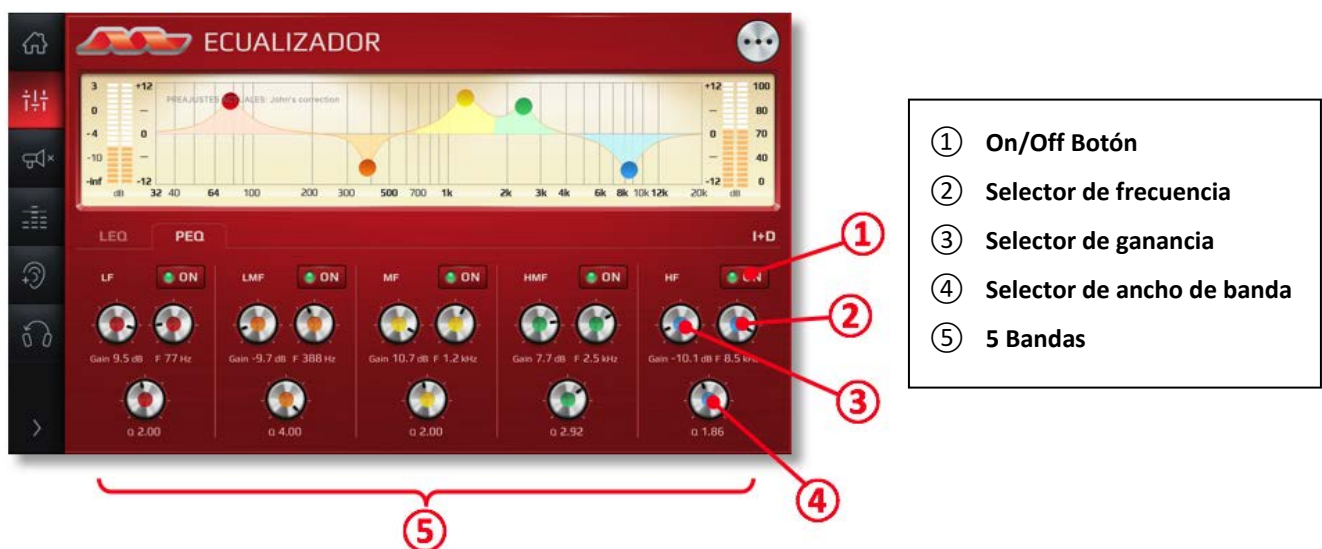 ECUALIZADOR
3 +12 PREAJUSTES ACTUALES: John's correction +12 100
0 – – 80
-4 0 0 70
-10 – – 40
-Inf -12 -12 0
dB 32 40 64 100 200 300 500 700 1k 2k 3k 4k 6k 8k 10k 12k 20k dB
LEQ PEQ I+D
LF ON LMF ON MF ON HMF ON HF ON
Gain 9.5 dB F 77 Hz Gain -9.7 dB F 388 Hz Gain 10.7 dB F 1.2 kHz Gain 7.7 dB F 2.5 kHz Gain -10.1 dB F 8.5 kHz
Q 2.00 Q 4.00 Q 2.00 Q 2.92 Q 1.86
1
2
3
4
5
① On/Off Botón
② Selector de frecuencia
③ Selector de ganancia
④ Selector de ancho de banda
⑤ 5 Bandas